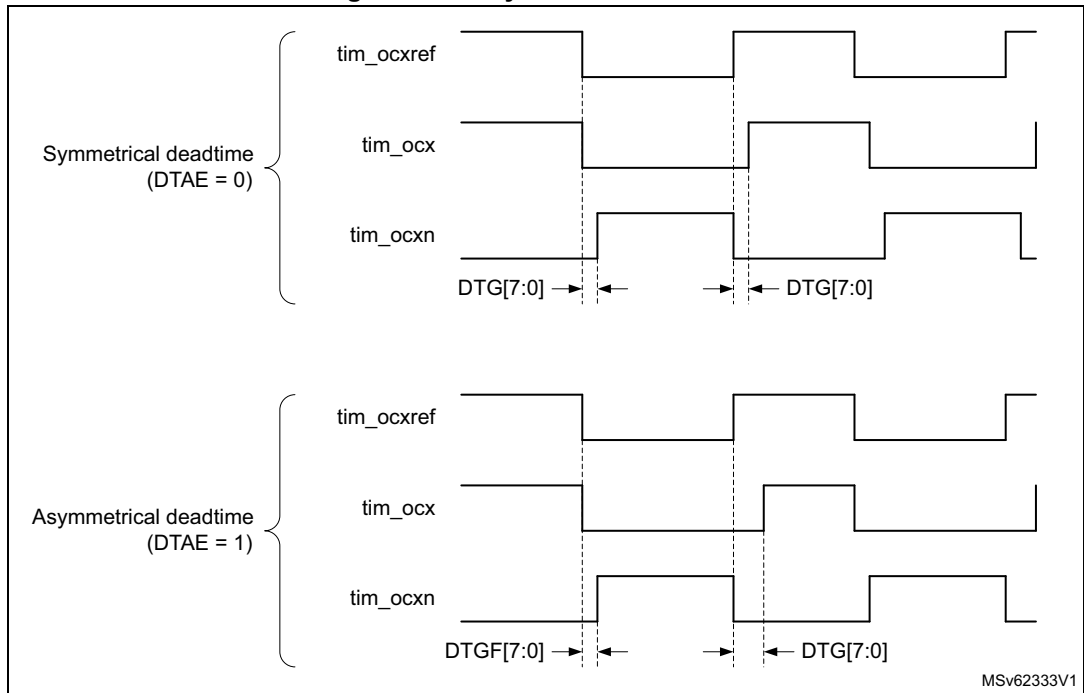 tim_ocxref
tim_ocx
Symmetrical deadtime
(DTAE = 0)
tim_ocxn
DTG[7:0]
DTG[7:0]
tim_ocxref
tim_ocx
Asymmetrical deadtime
(DTAE = 1)
tim_ocxn
DTGF[7:0]
DTG[7:0]
MSv62333V1